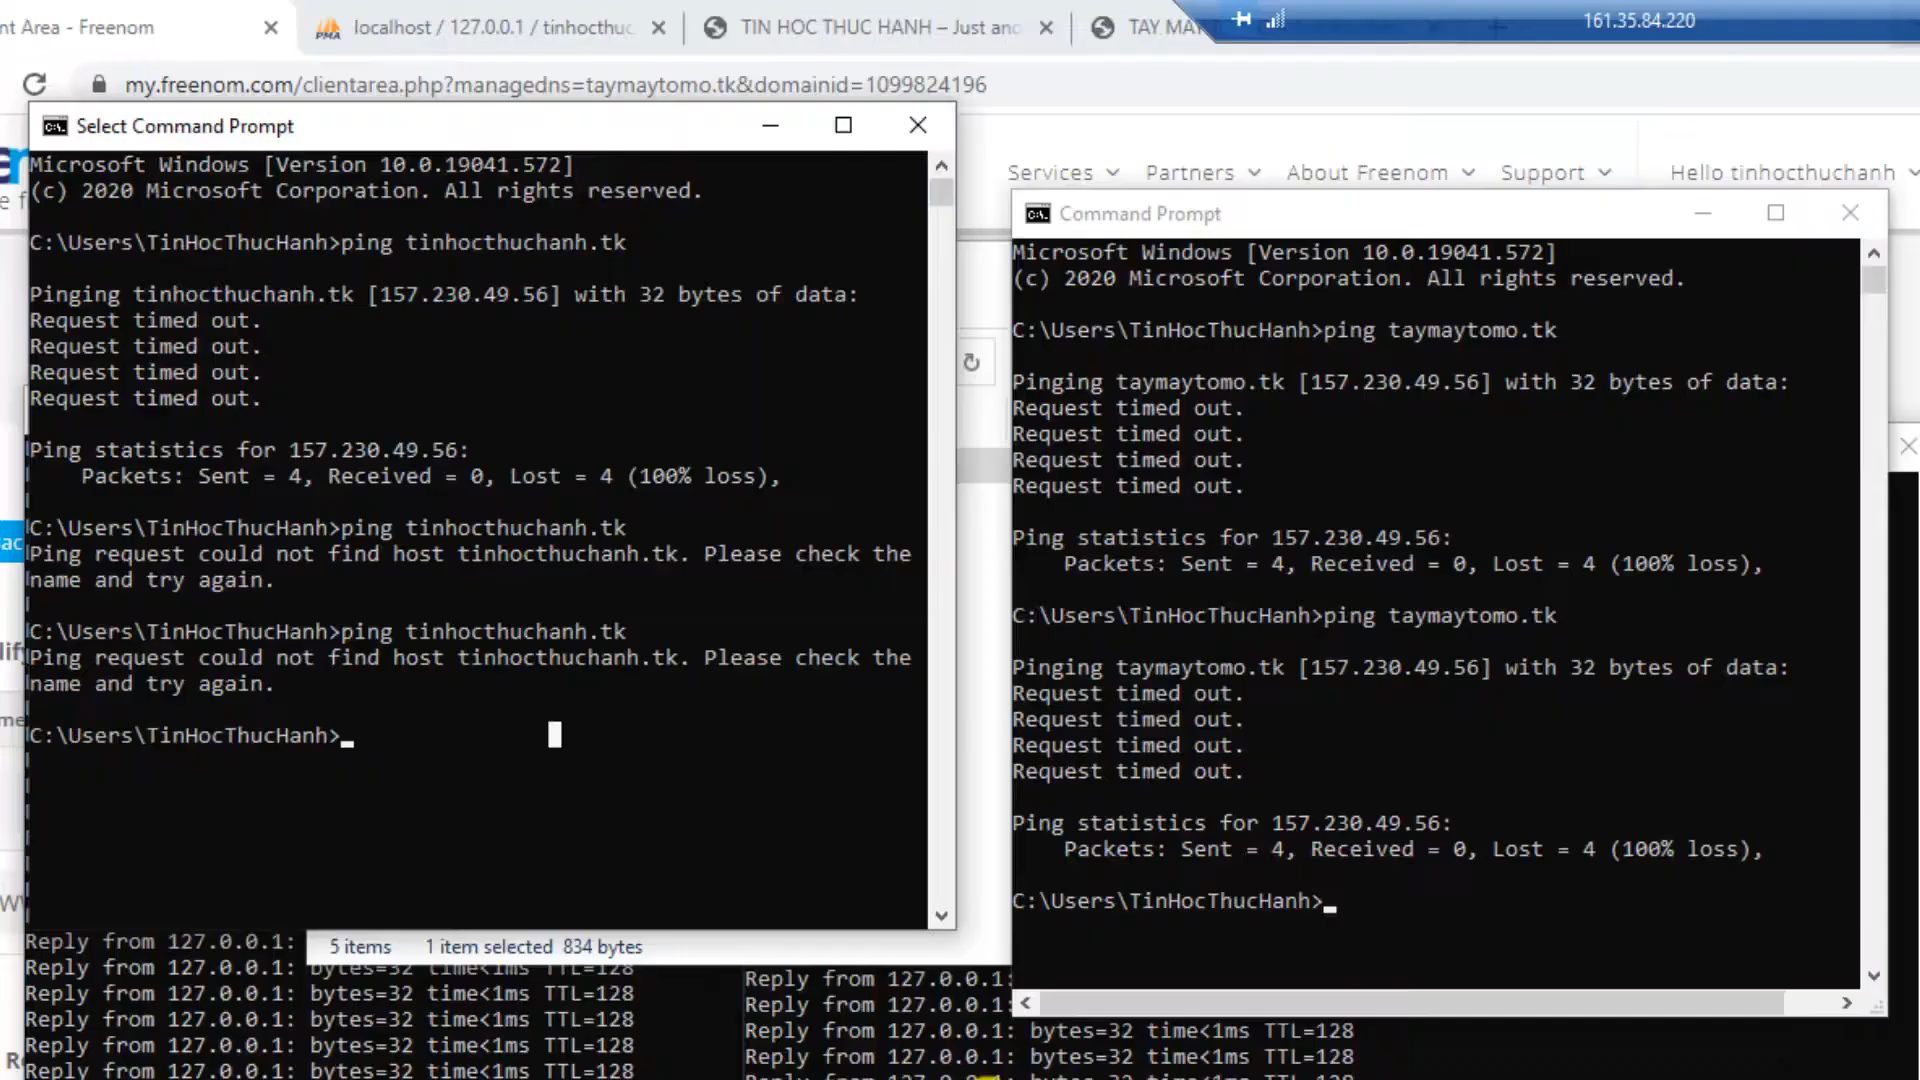 nt Area - Freenom
localhost / 127.0.0.1 / tinhocthuc
TIN HOC THUC HANH – Just an
TAY MAY
161.35.84.220
my.freenom.com/clientarea.php?managedns=taymaytomo.tk&domainid=1099824196
Services
Partners
About Freenom
Support
Hello tinhocthuchanh
Select Command Prompt
Microsoft Windows [Version 10.0.19041.572]
(c) 2020 Microsoft Corporation. All rights reserved.
C:\Users\TinHocThucHanh>ping tinhocthuchanh.tk
Pinging tinhocthuchanh.tk [157.230.49.56] with 32 bytes of data:
Request timed out.
Request timed out.
Request timed out.
Request timed out.
Ping statistics for 157.230.49.56:
Packets: Sent = 4, Received = 0, Lost = 4 (100% loss),
C:\Users\TinHocThucHanh>ping tinhocthuchanh.tk
Ping request could not find host tinhocthuchanh.tk. Please check the
name and try again.
C:\Users\TinHocThucHanh>ping tinhocthuchanh.tk
Ping request could not find host tinhocthuchanh.tk. Please check the
name and try again.
C:\Users\TinHocThucHanh>
Command Prompt
Microsoft Windows [Version 10.0.19041.572]
(c) 2020 Microsoft Corporation. All rights reserved.
C:\Users\TinHocThucHanh>ping taymaytomo.tk
Pinging taymaytomo.tk [157.230.49.56] with 32 bytes of data:
Request timed out.
Request timed out.
Request timed out.
Request timed out.
Ping statistics for 157.230.49.56:
Packets: Sent = 4, Received = 0, Lost = 4 (100% loss),
C:\Users\TinHocThucHanh>ping taymaytomo.tk
Pinging taymaytomo.tk [157.230.49.56] with 32 bytes of data:
Request timed out.
Request timed out.
Request timed out.
Request timed out.
Ping statistics for 157.230.49.56:
Packets: Sent = 4, Received = 0, Lost = 4 (100% loss),
C:\Users\TinHocThucHanh>
5 items 1 item selected 834 bytes
Reply from 127.0.0.1:
Reply from 127.0.0.1: bytes=32 time<1ms TTL=128
Reply from 127.0.0.1: bytes=32 time<1ms TTL=128
Reply from 127.0.0.1: bytes=32 time<1ms TTL=128
Reply from 127.0.0.1: bytes=32 time<1ms TTL=128
Reply from 127.0.0.1: bytes=32 time<1ms TTL=128
Reply from 127.0.0.1:
Reply from 127.0.0.1:
Reply from 127.0.0.1: bytes=32 time<1ms TTL=128
Reply from 127.0.0.1: bytes=32 time<1ms TTL=128